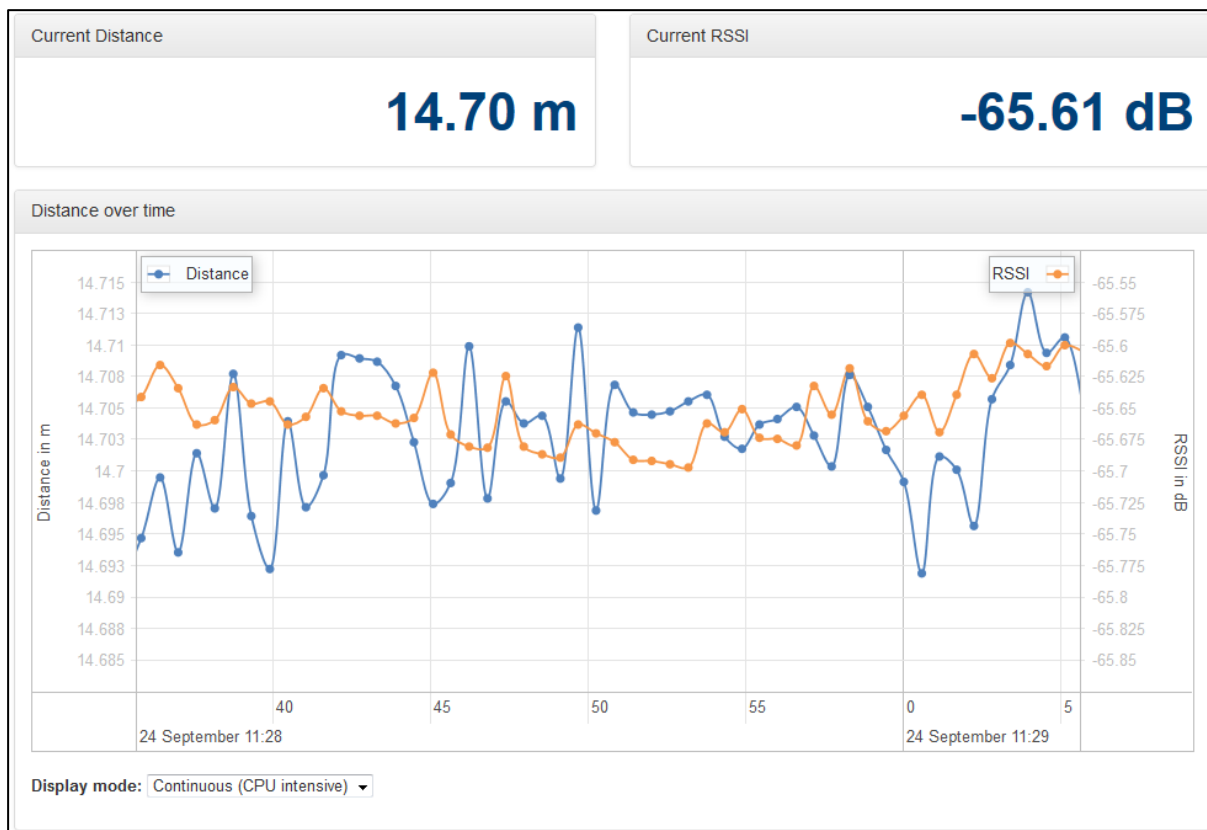 Current Distance
14.70 m
Current RSSI
-65.61 dB
Distance over time
Distance
RSSI
Distance in m
14.715
14.713
14.71
14.708
14.705
14.703
14.7
14.698
14.695
14.693
14.69
14.688
14.685
-65.55
-65.575
-65.6
-65.625
-65.65
-65.675
-65.7
-65.725
-65.75
-65.775
-65.8
-65.825
-65.85
RSSI in dB
40 45 50 55 0 5
24 September 11:28 24 September 11:29
Display mode: Continuous (CPU intensive)